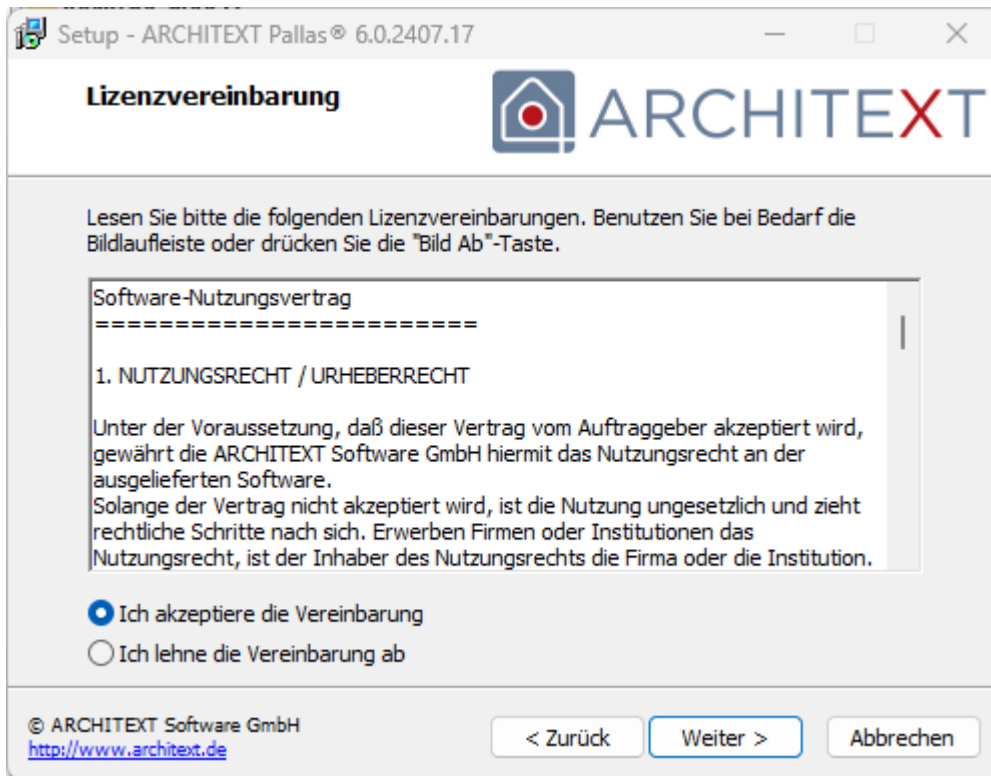 Setup - ARCHITEXT Pallas® 6.0.2407.17
Lizenzvereinbarung
ARCHITEXT
Lesen Sie bitte die folgenden Lizenzvereinbarungen. Benutzen Sie bei Bedarf die
Bildlaufleiste oder drücken Sie die "Bild Ab"-Taste.
Software-Nutzungsvertrag
========================
1. NUTZUNGSRECHT / URHEBERRECHT
Unter der Voraussetzung, daß dieser Vertrag vom Auftraggeber akzeptiert wird,
gewährt die ARCHITEXT Software GmbH hiermit das Nutzungsrecht an der
ausgelieferten Software.
Solange der Vertrag nicht akzeptiert wird, ist die Nutzung ungesetzlich und zieht
rechtliche Schritte nach sich. Erwerben Firmen oder Institutionen das
Nutzungsrecht, ist der Inhaber des Nutzungsrechts die Firma oder die Institution.
Ich akzeptiere die Vereinbarung
Ich lehne die Vereinbarung ab
© ARCHITEXT Software GmbH
http://www.architext.de
< Zurück
Weiter >
Abbrechen